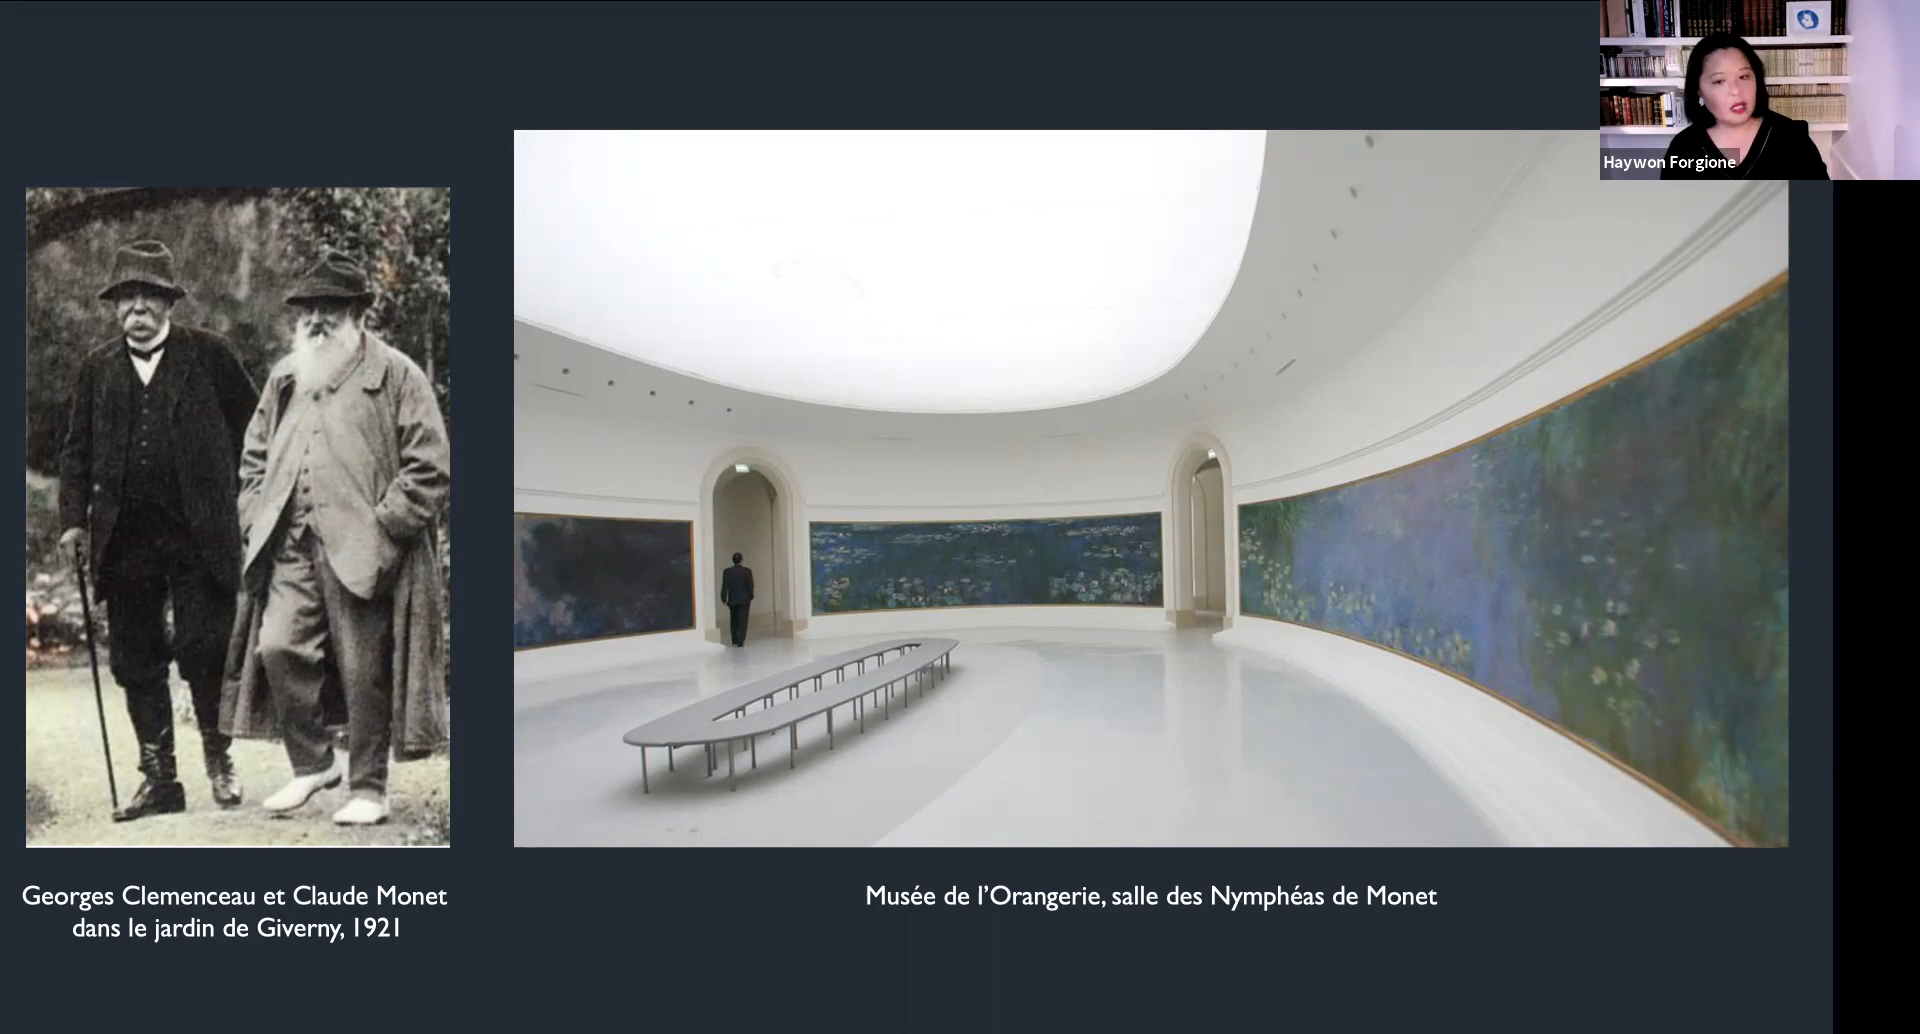 Haywon Forgione
Georges Clemenceau et Claude Monet
dans le jardin de Giverny, 1921
Musée de l'Orangerie, salle des Nymphéas de Monet